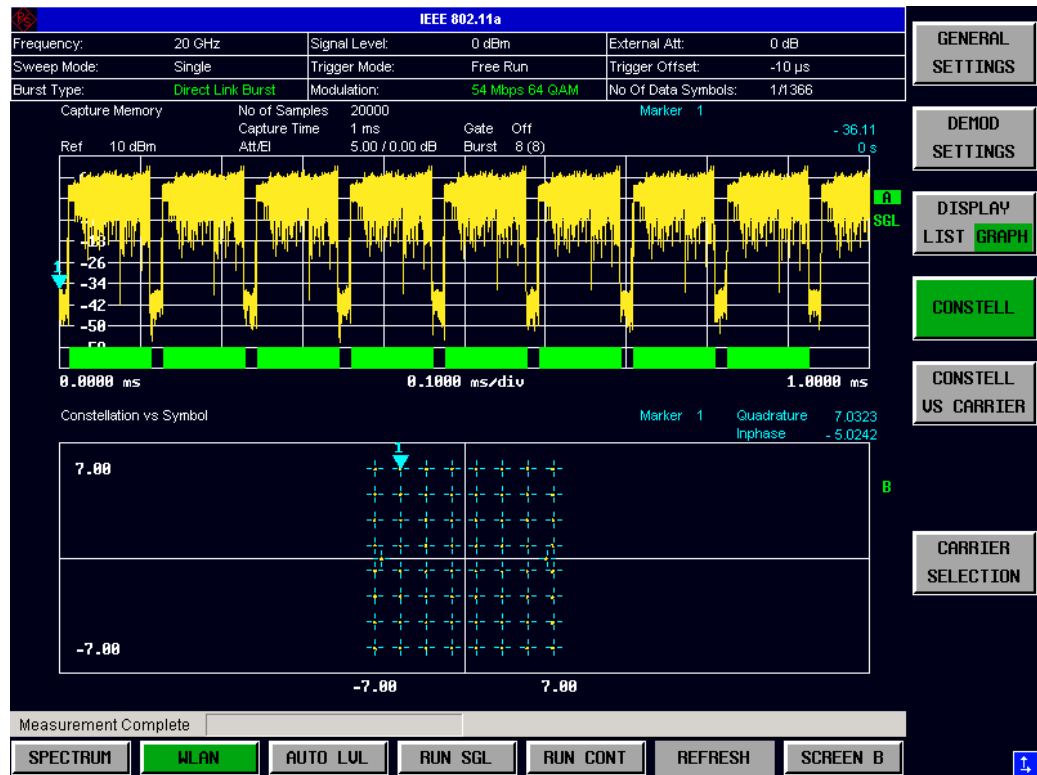 IEEE 802.11a
Frequency: 20 GHz Signal Level: 0 dBm External Att: 0 dB
Sweep Mode: Single Trigger Mode: Free Run Trigger Offset: -10 µs
Burst Type: Direct Link Burst Modulation: 54 Mbps 64 QAM No Of Data Symbols: 1/1366
Capture Memory No of Samples 20000 Marker 1
Capture Time 1 ms Gate Off - 36.11
Ref 10 dBm Att/El 5.00 / 0.00 dB Burst 8 (8) 0 s
A
SGL
-18
-26
1
-34
-42
-50
0.0000 ms 0.1000 ms/div 1.0000 ms
Constellation vs Symbol Marker 1 Quadrature 7.0323
Inphase - 5.0242
1
7.00
B
-7.00
-7.00 7.00
Measurement Complete
SPECTRUM WLAN AUTO LVL RUN SGL RUN CONT REFRESH SCREEN B
GENERAL
SETTINGS
DEMOD
SETTINGS
DISPLAY
LIST GRAPH
CONSTELL
CONSTELL
VS CARRIER
CARRIER
SELECTION